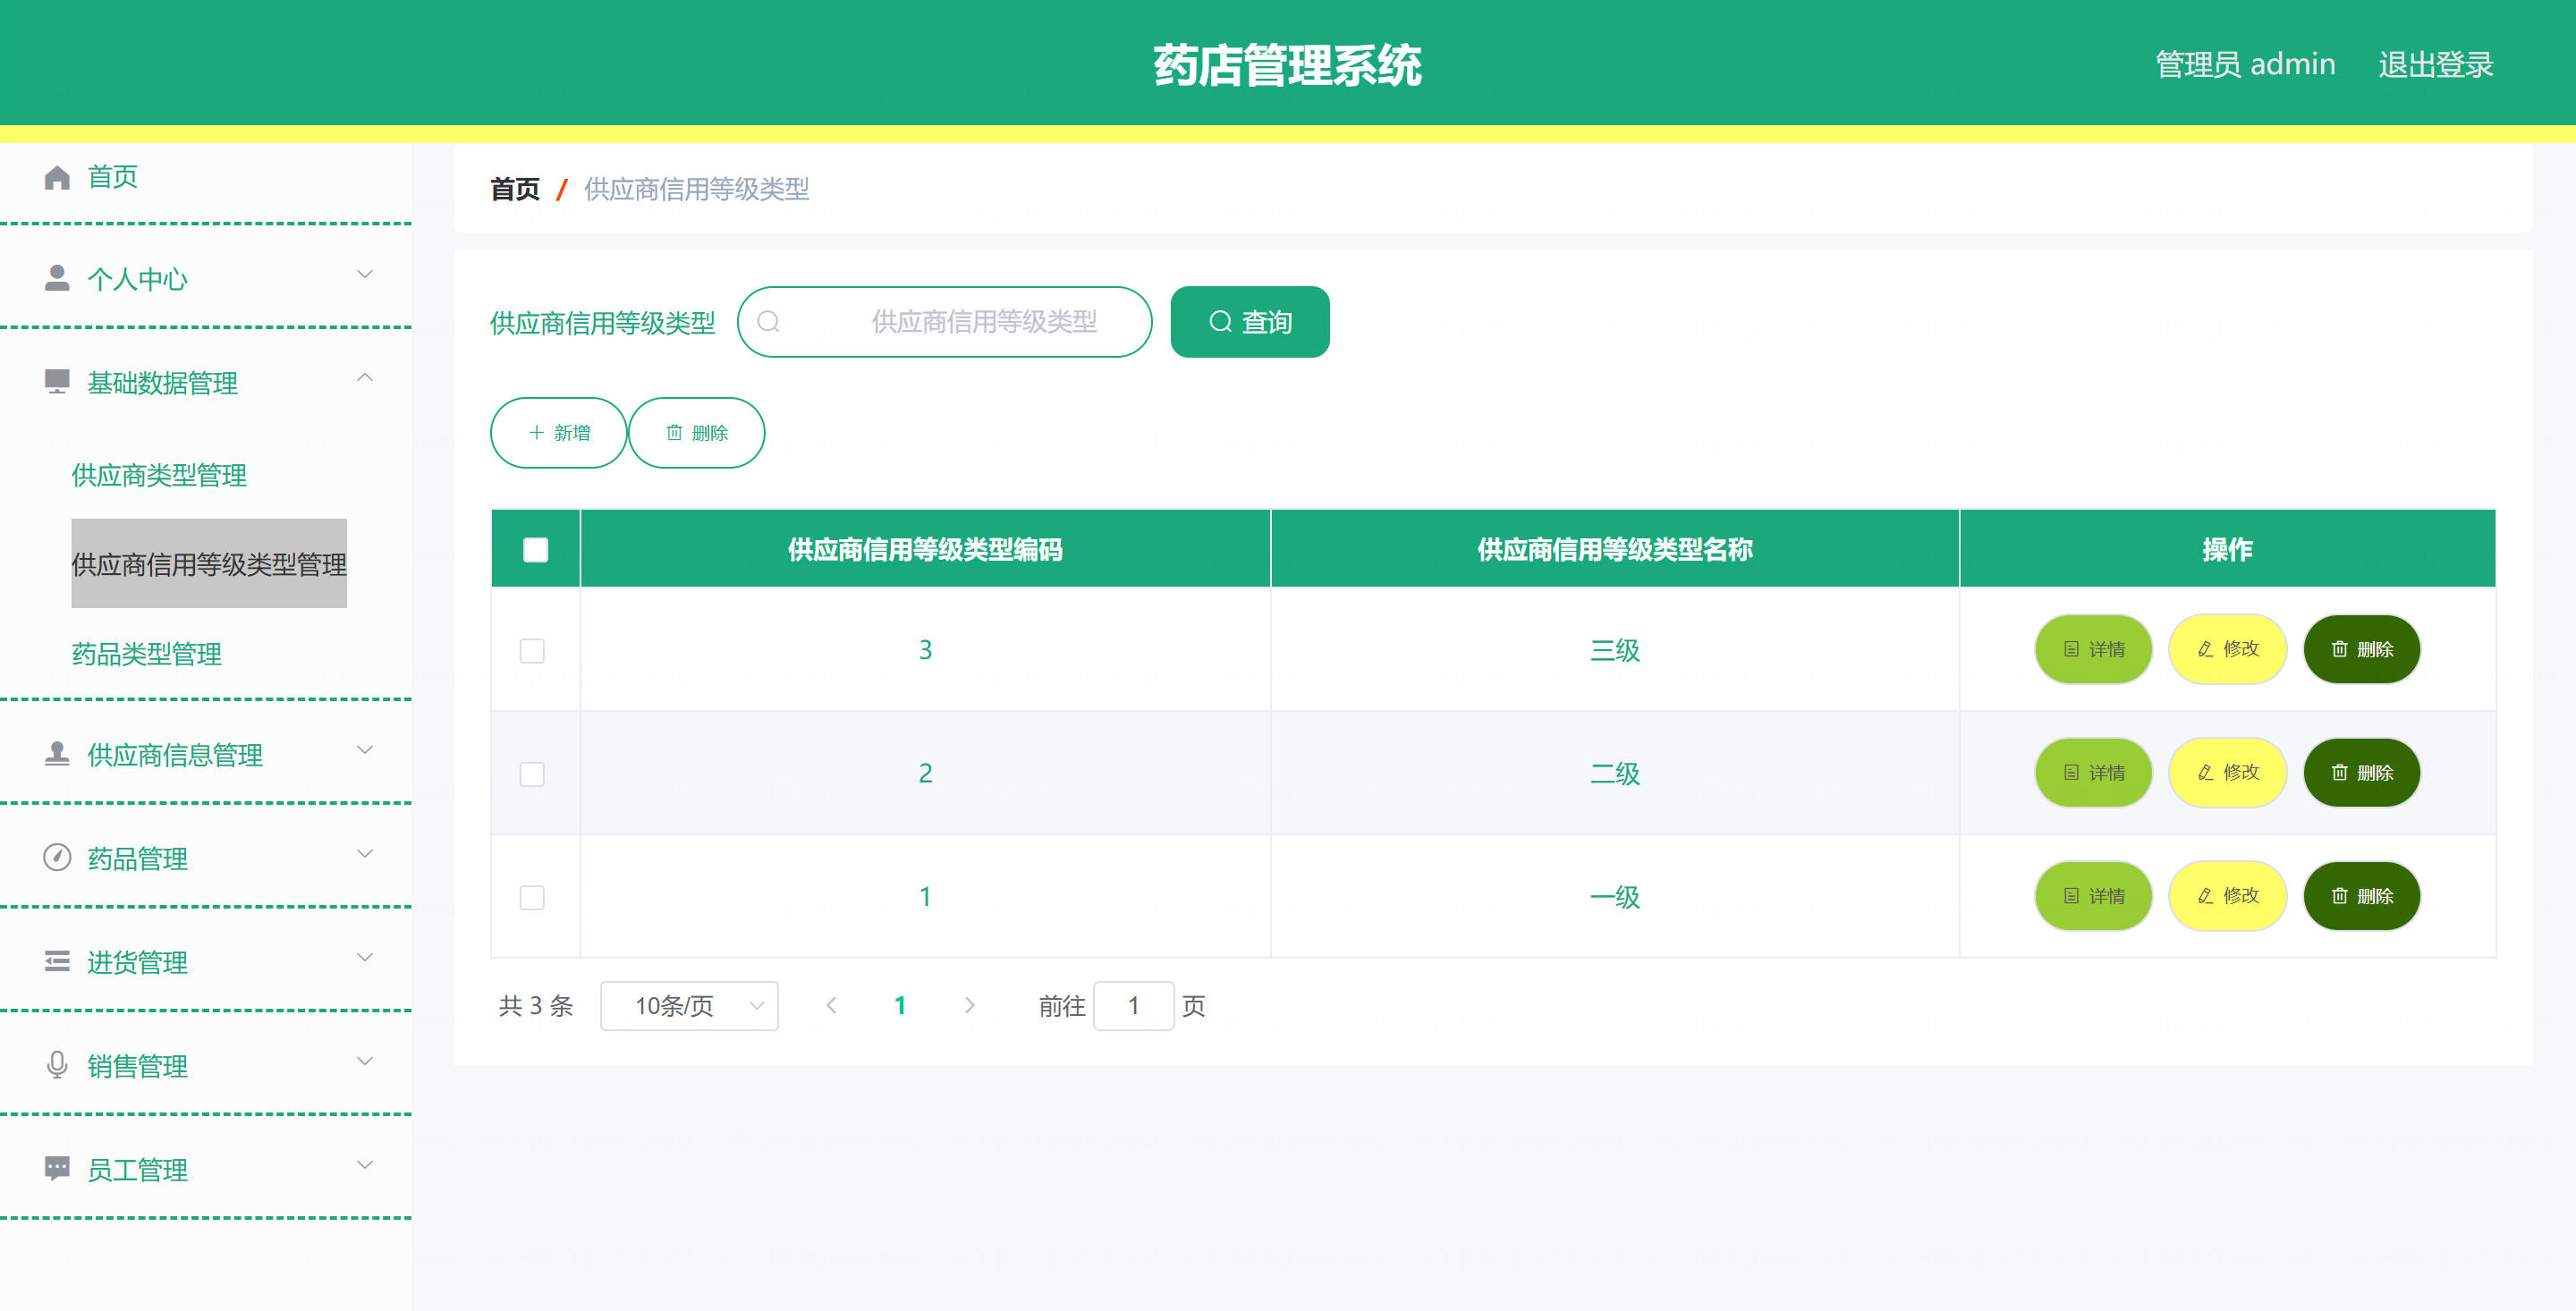 药店管理系统
管理员 admin 退出登录
首页
个人中心
基础数据管理
供应商类型管理
供应商信用等级类型管理
药品类型管理
供应商信息管理
药品管理
进货管理
销售管理
员工管理
首页 / 供应商信用等级类型
供应商信用等级类型 供应商信用等级类型 查询
新增 删除
供应商信用等级类型编码 供应商信用等级类型名称 操作
3 三级 详情 修改 删除
2 二级 详情 修改 删除
1 一级 详情 修改 删除
共 3 条 10条/页 1 前往 1 页